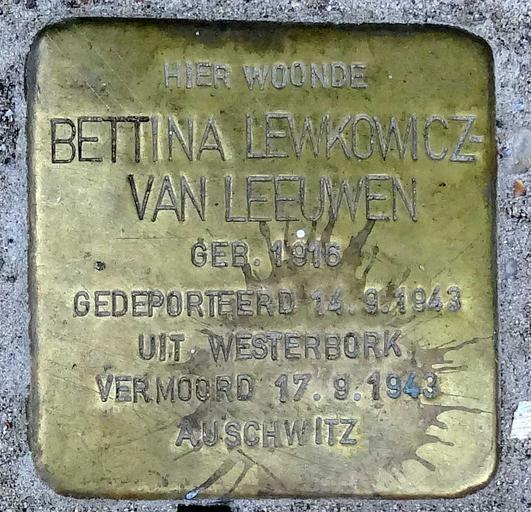 HIER WOONDE
BETTINA LEWKOWICZ-
VAN LEEUWEN
GEB. 1916
GEDEPORTEERD 14.9.1943
UIT WESTERBORK
VERMOORD 17.9.1943
AUSCHWITZ